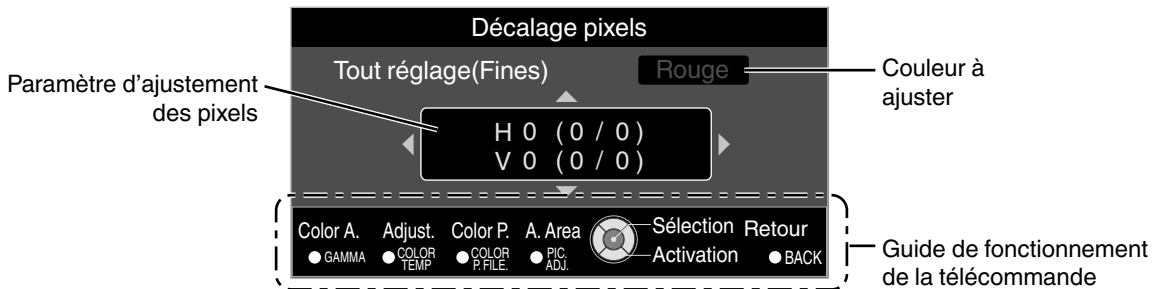 Décalage pixels
Tout réglage(Fines) Rouge
Paramètre d'ajustement
des pixels
Couleur à
ajuster
H 0 (0 / 0)
V 0 (0 / 0)
Color A. Adjust. Color P. A. Area Sélection Retour
GAMMA COLOR TEMP COLOR P. FILE. PIC. ADJ. Activation BACK
Guide de fonctionnement
de la télécommande